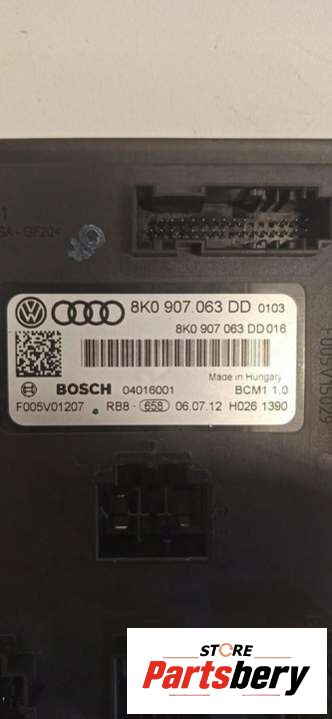 8K0 907 063 DD 0103
8K0 907 063 DD 016
Made in Hungary
BOSCH 04016001 BCM1 1.0
F005V01207 RB8- 658 06.07.12 H026 1390
STORE
Partsbery